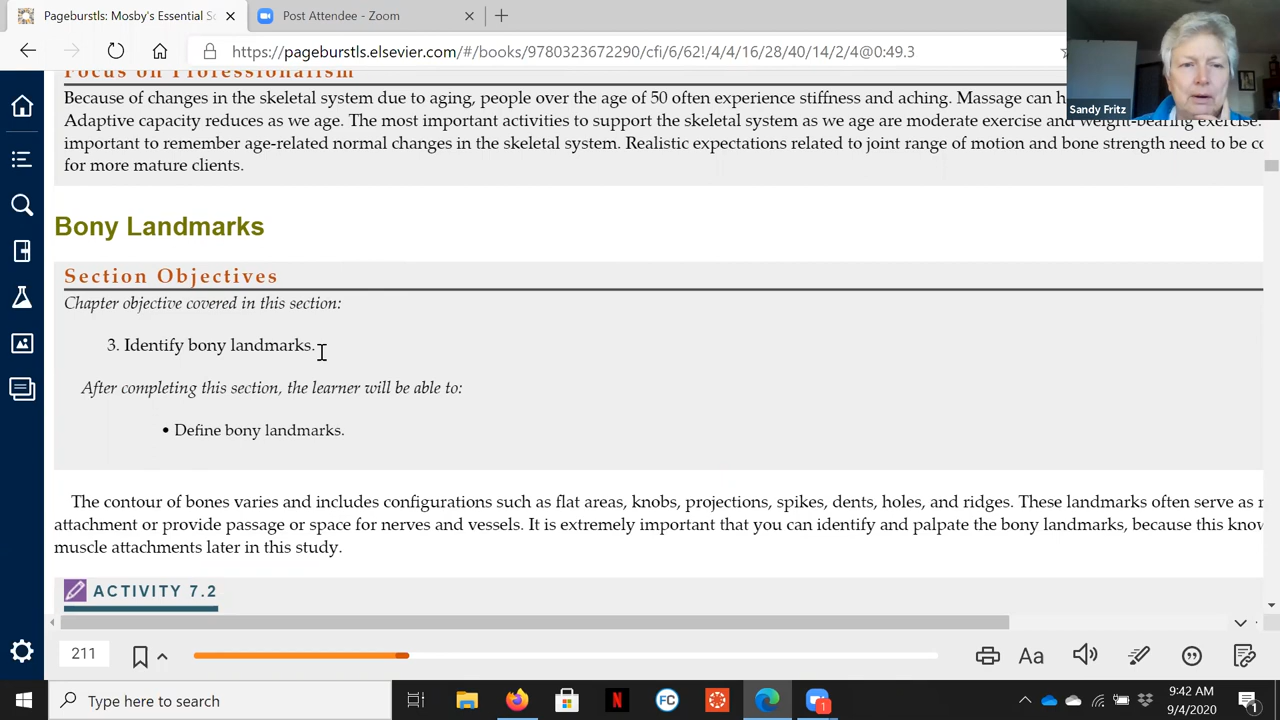 Pageburstls: Mosby's Essential Sc
Post Attendee - Zoom
https://pageburstls.elsevier.com/#/books/9780323672290/cfi/6/62!/4/4/16/28/40/14/2/4@0:49.3
Sandy Fritz
Focus on Professionalism
Because of changes in the skeletal system due to aging, people over the age of 50 often experience stiffness and aching. Massage can h
Adaptive capacity reduces as we age. The most important activities to support the skeletal system as we age are moderate exercise and weight-bearing exercise.
important to remember age-related normal changes in the skeletal system. Realistic expectations related to joint range of motion and bone strength need to be co
for more mature clients.
Bony Landmarks
Section Objectives
Chapter objective covered in this section:
3. Identify bony landmarks.
After completing this section, the learner will be able to:
• Define bony landmarks.
The contour of bones varies and includes configurations such as flat areas, knobs, projections, spikes, dents, holes, and ridges. These landmarks often serve as
attachment or provide passage or space for nerves and vessels. It is extremely important that you can identify and palpate the bony landmarks, because this know
muscle attachments later in this study.
ACTIVITY 7.2
211
Aa
Type here to search
N
FC
1
9:42 AM
9/4/2020
1